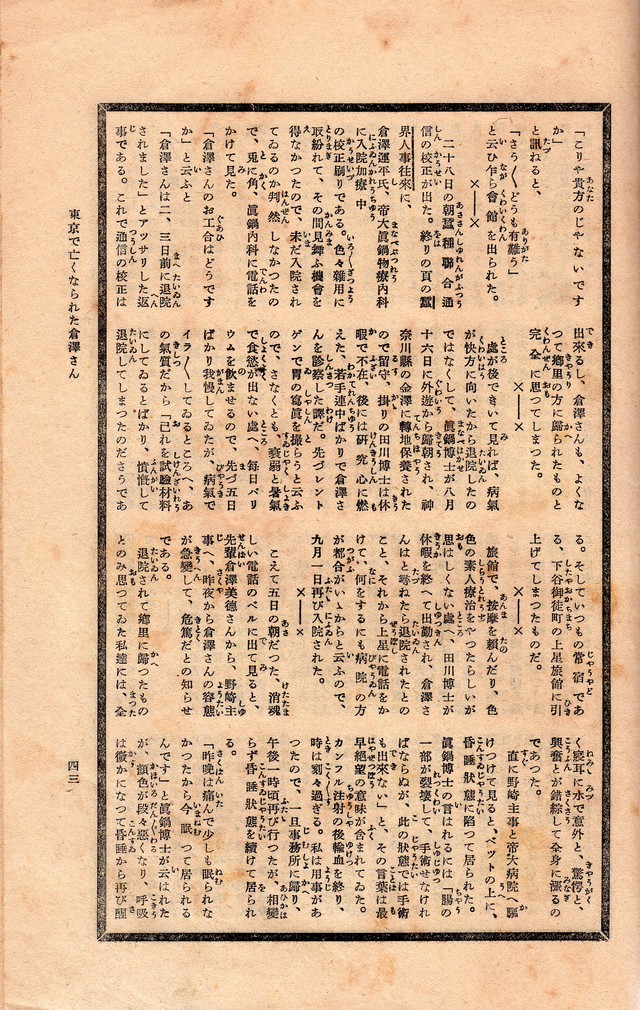 「こりや貴方のじやないです
か」
と訊ねると、
「さう〳〵どうも有難う」
と云ひ乍ら會館を出られた。
×――×
二十八日の朝蠶種聯合通
信の校正が出た。終りの頁の蠶
界人事往來に、
倉澤運平氏、帝大眞鍋物療内科
に入院加療中
の校正刷りである。色々雜用に
取紛れて、その間見舞ふ機會を
得なかつたので、未だ入院され
てゐるのか判然しなかつたの
で、兎に角、眞鍋内科に電話を
かけて見た。
「倉澤さんのお工合はどうです
か」と云ふと
「倉澤さんは二、三日前に退院
されました」とアツサリした返
事である。これで通信の校正は
出來るし、倉澤さんも、よくな
つて鄕里の方に歸られたものと
完全に思つてしまつた。
×――×
處が後できいて見れば、病氣
が快方に向いたから退院したの
ではなくして、眞鍋博士が八月
十六日に外遊から歸朝され、神
奈川縣の金澤に轉地保養された
ので留守、掛りの田川博士は休
暇で不在、後には硏究心に燃
えた、若手連中ばかりで倉澤さ
んを診察した譯だ。先づレント
ゲンで胃の寫眞を撮らうと云ふ
ので、さなくとも、衰弱と暑氣
で食慾が出ない處へ、每日バリ
ウムを飮ませるので、先づ五日
ばかり我慢してゐたが、病氣で
イラ〳〵してゐるところへ、あ
の氣質だから「己れを試驗材料
にしてゐるとばかり、憤慨して
退院してしまつたのださうであ
る。そしていつもの常宿であ
る、下谷御徒町の上星旅館に引
上げてしまつたものだ。
×――×
旅館で、按摩を賴んだり、色
色の素人療治をやつたらしいが
思はしくない處へ、田川博士が
休暇を終へて出勤され、倉澤さ
んはと尋ねたら退院されたとの
こと、それから上星に電話をか
けてい、何をするにも病院の方
が都合がいゝからと云ふので、
九月一日再び入院された。
×――×
こえて五日の朝だつた、消魂
しい電話のベルに出て見ると、
先輩倉澤美德さんから、野崎主
事へ、昨夜から倉澤さんの容態
が急變して、危篤だとの知らせ
である。
退院されて鄕里に歸つたもの
とのみ思つてゐた私達には、全
く寢耳に水で意外と、驚愕と、
興奮とが錯綜して全身に漲るの
であつた。
直に野崎主事と帝大病院へ驅
けつけて見ると、ベツトの上に、
昏睡狀態に陷つて居られた。
眞鍋博士の言はれるには「腸の
一部が裂壞して、手術せなけれ
ばならぬが、此の狀態では手術
も出來ない」と、その言葉は最
早絕望の意味が含まれてゐた。
カンフル注射の後輸血を終り、
時は刻々過ぎる。私は用事があ
つたので、一旦事務所に歸り、
午後一時頃再び行つたが、相變
らず昏睡狀態を續けて居られ
る。
「昨晚は痛んで少しも眠られな
かつたから今眠つて居られる
んです」と眞鍋博士が云はれた
が、顏色が段々惡くなり、呼吸
は微かになつて昏睡から再び醒
東京で亡くなられた倉澤さん
四三